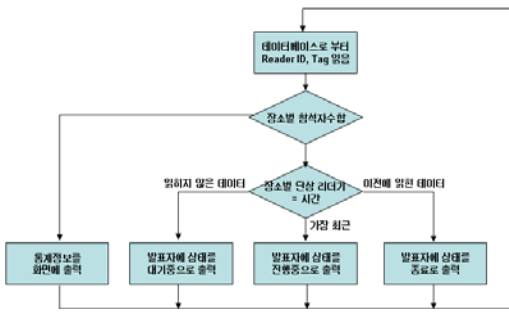 데이터베이스로 부터
Reader ID, Tag 읽음
장소별 참석자수합
읽히지 않은 데이터
장소별 단상 리더기
= 시간
이전에 읽힌 데이터
가장 최근
통계정보를
화면에 출력
발표자에 상태를
대기중으로 출력
발표자에 상태를
진행중으로 출력
발표자에 상태를
종료로 출력